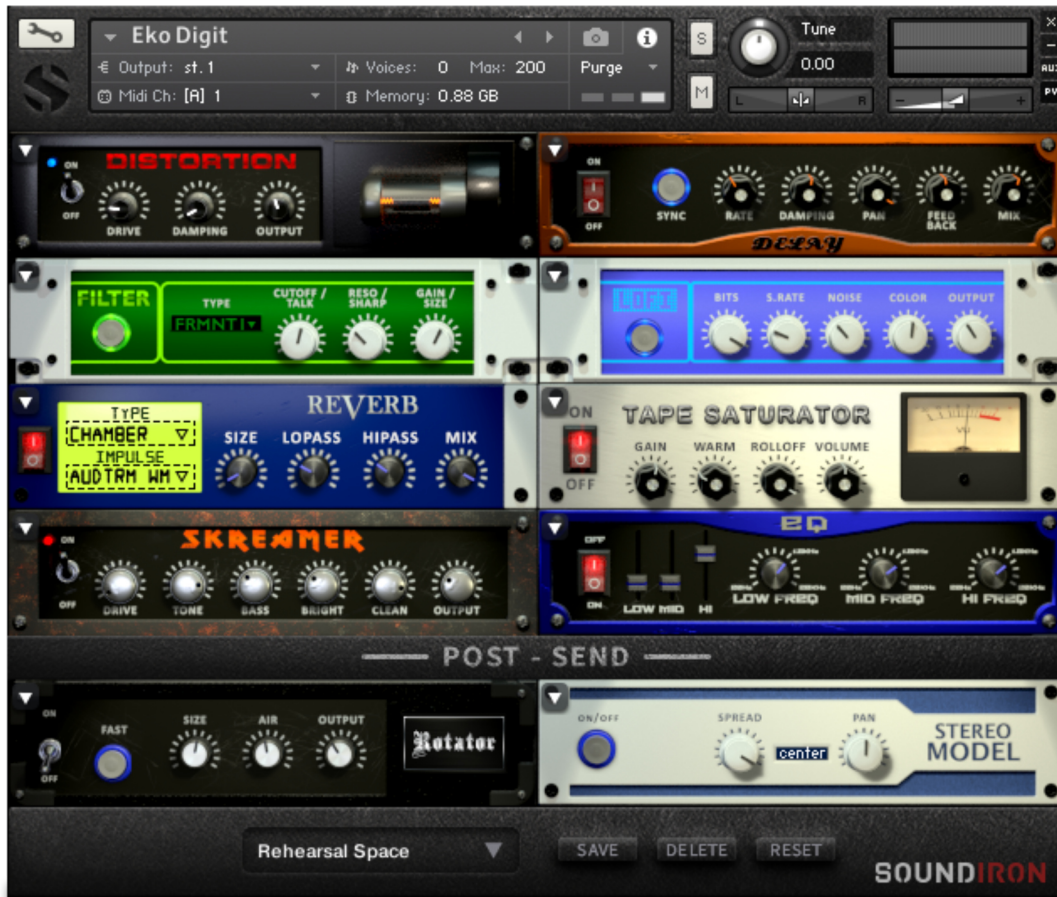 Eko Digit
Output: st.1
Voices: 0 Max: 200
Purge
Midi Ch: [A] 1
Memory: 0.88 GB
S
M
Tune
0.00
L R
- +
AUX
PV
DISTORTION
ON
OFF
DRIVE DAMPING OUTPUT
ON
OFF
SYNC RATE DAMPING PAN FEED BACK MIX
DELAY
FILTER
TYPE
FRMNT I
CUTOFF / TALK
RESO / SHARP
GAIN / SIZE
LOFI
BITS S.RATE NOISE COLOR OUTPUT
TYPE
CHAMBER
IMPULSE
AUDTRM WM
REVERB
SIZE LOPASS HIPASS MIX
ON
OFF
TAPE SATURATOR
GAIN WARM ROLLOFF VOLUME
VU
SKREAMER
ON
OFF
DRIVE TONE BASS BRIGHT CLEAN OUTPUT
EQ
OFF
ON
LOW MID HI
LOW FREQ MID FREQ HI FREQ
POST - SEND
ON
OFF
FAST SIZE AIR OUTPUT
Rotator
ON/OFF
SPREAD
center
PAN
STEREO
MODEL
Rehearsal Space
SAVE DELETE RESET
SOUNDIRON